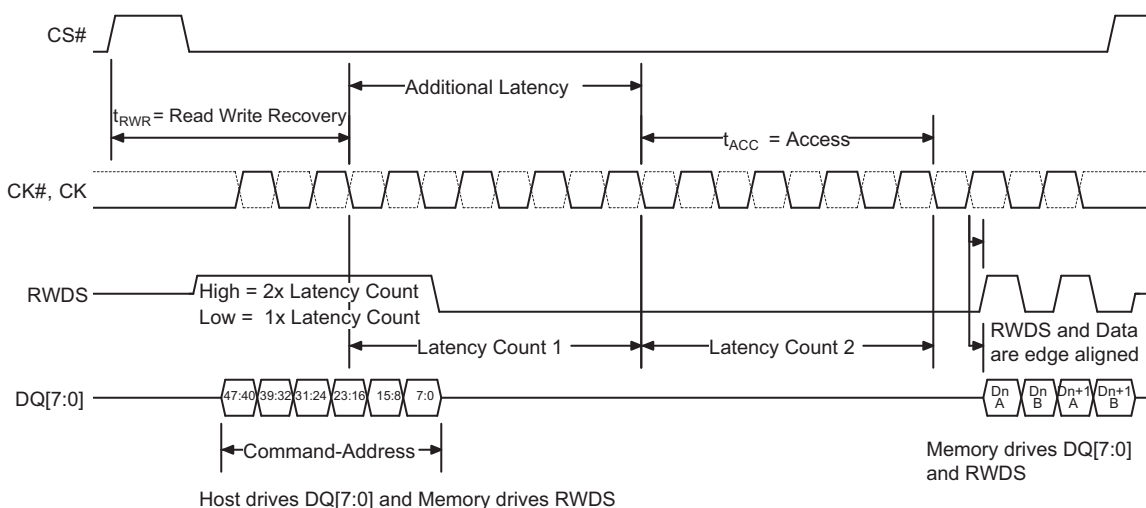 CS#
Additional Latency
tRWR = Read Write Recovery
tACC = Access
CK#, CK
RWDS
High = 2x Latency Count
Low = 1x Latency Count
RWDS and Data
are edge aligned
Latency Count 1
Latency Count 2
DQ[7:0]
47:40 39:32 31:24 23:16 15:8 7:0
Dn A
Dn B
Dn+1 A
Dn+1 B
Command-Address
Memory drives DQ[7:0]
and RWDS
Host drives DQ[7:0] and Memory drives RWDS